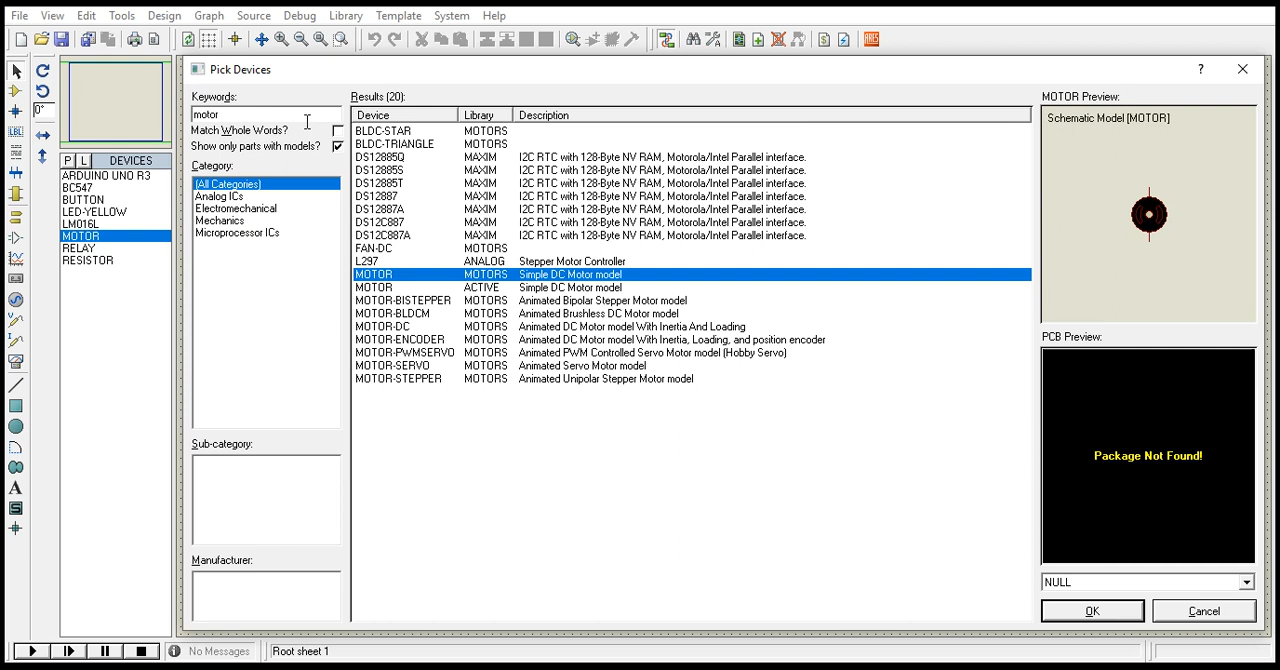 File View Edit Tools Design Graph Source Debug Library Template System Help
ARES
0°
LBL
P L DEVICES
ARDUINO UNO R3
BC547
BUTTON
LED-YELLOW
LM016L
MOTOR
RELAY
RESISTOR
A
S
Pick Devices
?
Keywords:
motor
Match Whole Words?
Show only parts with models?
Category:
(All Categories)
Analog ICs
Electromechanical
Mechanics
Microprocessor ICs
Sub-category:
Manufacturer:
Results (20):
Device Library Description
BLDC-STAR MOTORS
BLDC-TRIANGLE MOTORS
DS12885Q MAXIM I2C RTC with 128-Byte NV RAM, Motorola/Intel Parallel interface.
DS12885S MAXIM I2C RTC with 128-Byte NV RAM, Motorola/Intel Parallel interface.
DS12885T MAXIM I2C RTC with 128-Byte NV RAM, Motorola/Intel Parallel interface.
DS12887 MAXIM I2C RTC with 128-Byte NV RAM, Motorola/Intel Parallel interface.
DS12887A MAXIM I2C RTC with 128-Byte NV RAM, Motorola/Intel Parallel interface.
DS12C887 MAXIM I2C RTC with 128-Byte NV RAM, Motorola/Intel Parallel interface.
DS12C887A MAXIM I2C RTC with 128-Byte NV RAM, Motorola/Intel Parallel interface.
FAN-DC MOTORS
L297 ANALOG Stepper Motor Controller
MOTOR MOTORS Simple DC Motor model
MOTOR ACTIVE Simple DC Motor model
MOTOR-BISTEPPER MOTORS Animated Bipolar Stepper Motor model
MOTOR-BLDCM MOTORS Animated Brushless DC Motor model
MOTOR-DC MOTORS Animated DC Motor model With Inertia And Loading
MOTOR-ENCODER MOTORS Animated DC Motor model With Inertia, Loading, and position encoder
MOTOR-PWMSERVO MOTORS Animated PWM Controlled Servo Motor model (Hobby Servo)
MOTOR-SERVO MOTORS Animated Servo Motor model
MOTOR-STEPPER MOTORS Animated Unipolar Stepper Motor model
MOTOR Preview:
Schematic Model [MOTOR]
PCB Preview:
Package Not Found!
NULL
OK Cancel
No Messages Root sheet 1